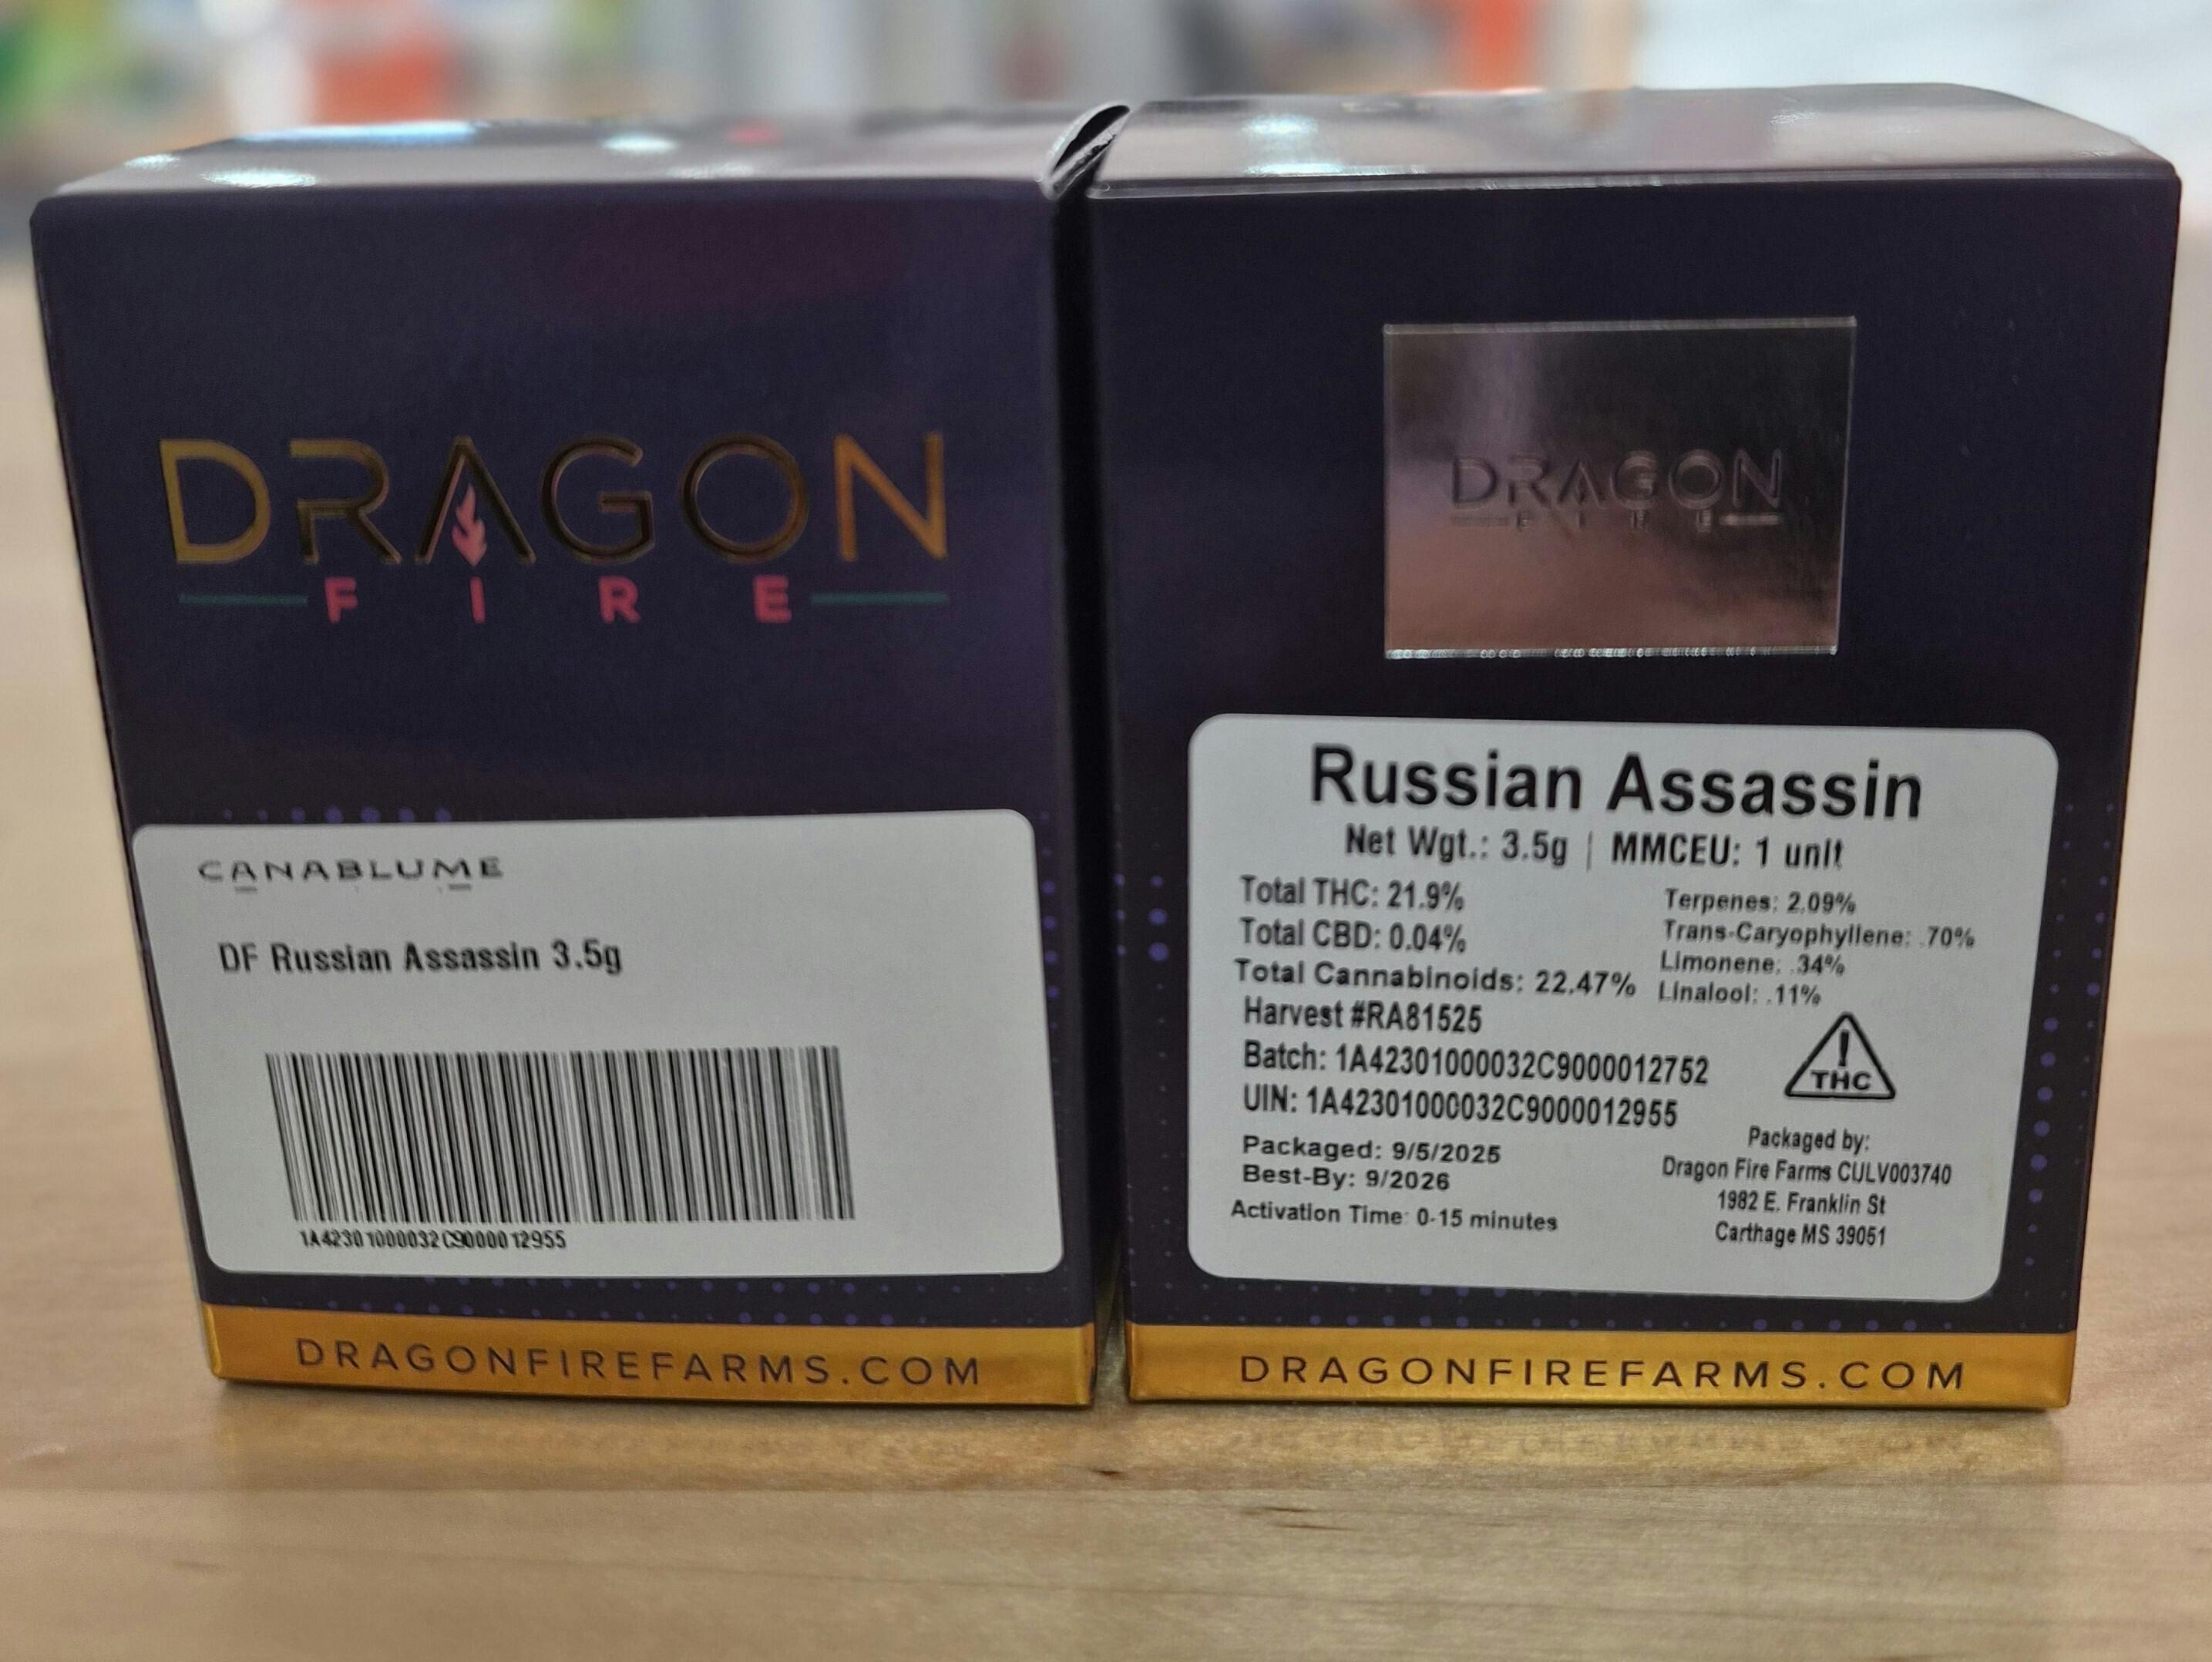 DRAGON
FIRE
CANABLUME
DF Russian Assassin 3.5g
1A42301000032C9000012955
DRAGONFIREFARMS.COM
DRAGON
FIRE
Russian Assassin
Net Wgt.: 3.5g | MMCEU: 1 unit
Total THC: 21.9%
Total CBD: 0.04%
Total Cannabinoids: 22.47%
Terpenes: 2.09%
Trans-Caryophyllene: .70%
Limonene: .34%
Linalool: .11%
Harvest #RA81525
Batch: 1A42301000032C9000012752
UIN: 1A42301000032C9000012955
Packaged: 9/5/2025
Best-By: 9/2026
Activation Time: 0-15 minutes
! THC
Packaged by:
Dragon Fire Farms CULV003740
1982 E. Franklin St
Carthage MS 39051
DRAGONFIREFARMS.COM